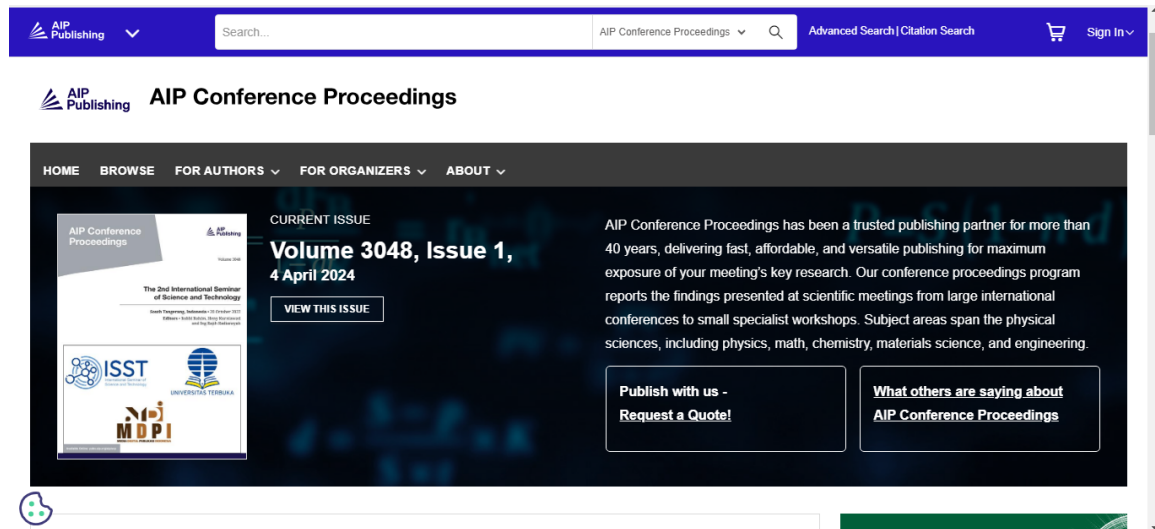 AIP
Publishing
Search...
AIP Conference Proceedings
Advanced Search | Citation Search
Sign In
AIP
Publishing
AIP Conference Proceedings
HOME BROWSE FOR AUTHORS FOR ORGANIZERS ABOUT
AIP Conference
Proceedings
AIP
Publishing
Volume 3048
The 2nd International Seminar
of Science and Technology
ISST
UNIVERSITAS TERBUKA
MDPI
CURRENT ISSUE
Volume 3048, Issue 1,
4 April 2024
VIEW THIS ISSUE
AIP Conference Proceedings has been a trusted publishing partner for more than
40 years, delivering fast, affordable, and versatile publishing for maximum
exposure of your meeting's key research. Our conference proceedings program
reports the findings presented at scientific meetings from large international
conferences to small specialist workshops. Subject areas span the physical
sciences, including physics, math, chemistry, materials science, and engineering.
Publish with us -
Request a Quote!
What others are saying about
AIP Conference Proceedings